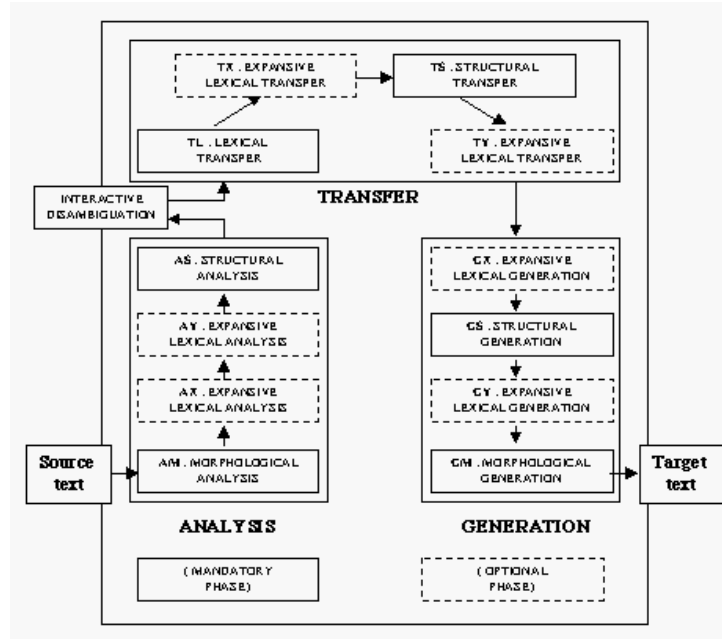 TX . EXPANSIVE
LEXICAL TRANSFER
TS . STRUCTURAL
TRANSFER
TL . LEXICAL
TRANSFER
TY . EXPANSIVE
LEXICAL TRANSFER
TRANSFER
INTERACTIVE
DISAMBIGUATION
AS . STRUCTURAL
ANALYSIS
AY . EXPANSIVE
LEXICAL ANALYSIS
AX . EXPANSIVE
LEXICAL ANALYSIS
AM . MORPHOLOGICAL
ANALYSIS
Source
text
ANALYSIS
GX . EXPANSIVE
LEXICAL GENERATION
GS . STRUCTURAL
GENERATION
GY . EXPANSIVE
LEXICAL GENERATION
GM . MORPHOLOGICAL
GENERATION
Target
text
GENERATION
( MANDATORY
PHASE)
( OPTIONAL
PHASE)